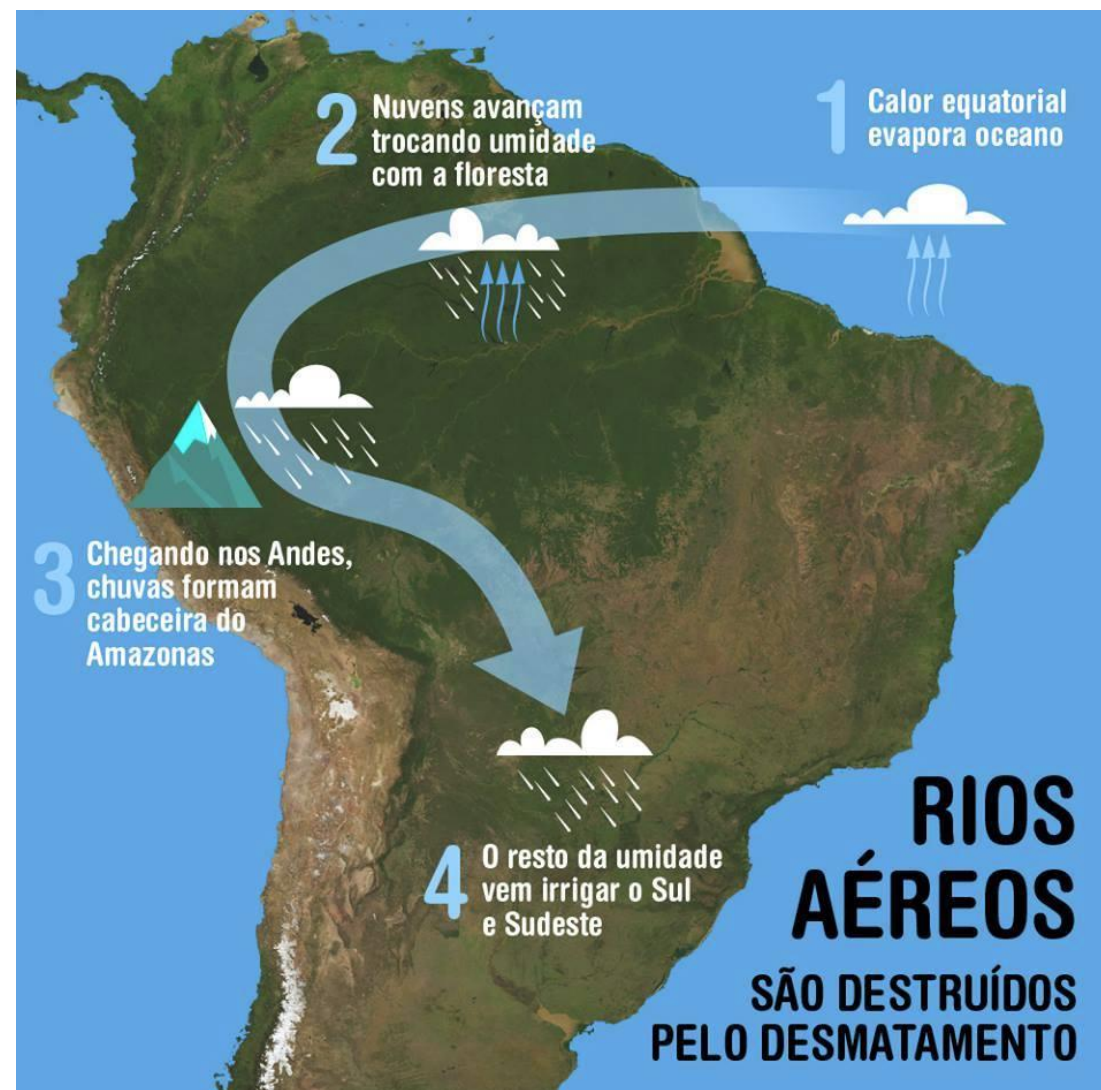 1
Calor equatorial
evapora oceano
2
Nuvens avançam
trocando umidade
com a floresta
3
Chegando nos Andes,
chuvas formam
cabeceira do
Amazonas
4
O resto da umidade
vem irrigar o Sul
e Sudeste
RIOS
AÉREOS
SÃO DESTRUÍDOS
PELO DESMATAMENTO